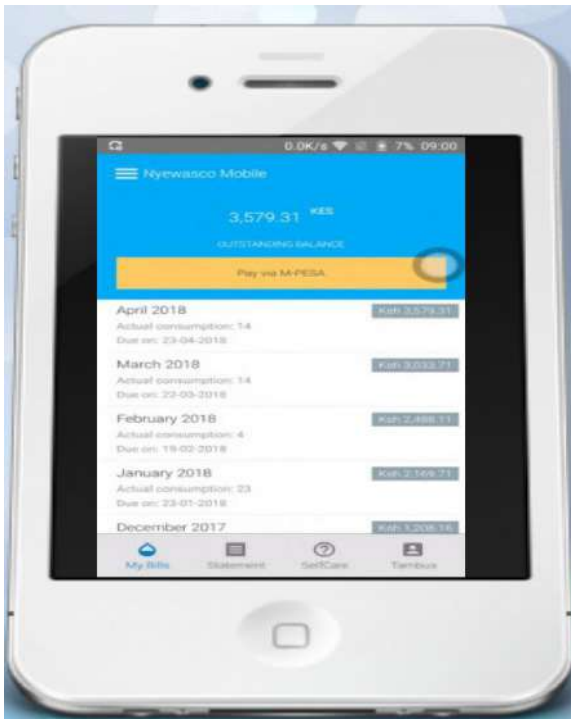 0.0K/s 7% 09:00
Nyewasco Mobile
3,579.31 KES
OUTSTANDING BALANCE
Pay via M-PESA
April 2018 Ksh 3,579.31
Actual consumption: 14
Due on: 23-04-2018
March 2018 Ksh 3,033.71
Actual consumption: 14
Due on: 22-03-2018
February 2018 Ksh 2,488.11
Actual consumption: 4
Due on: 19-02-2018
January 2018 Ksh 2,169.71
Actual consumption: 23
Due on: 23-01-2018
December 2017 Ksh
My Bills Statement SelfCare Tambua